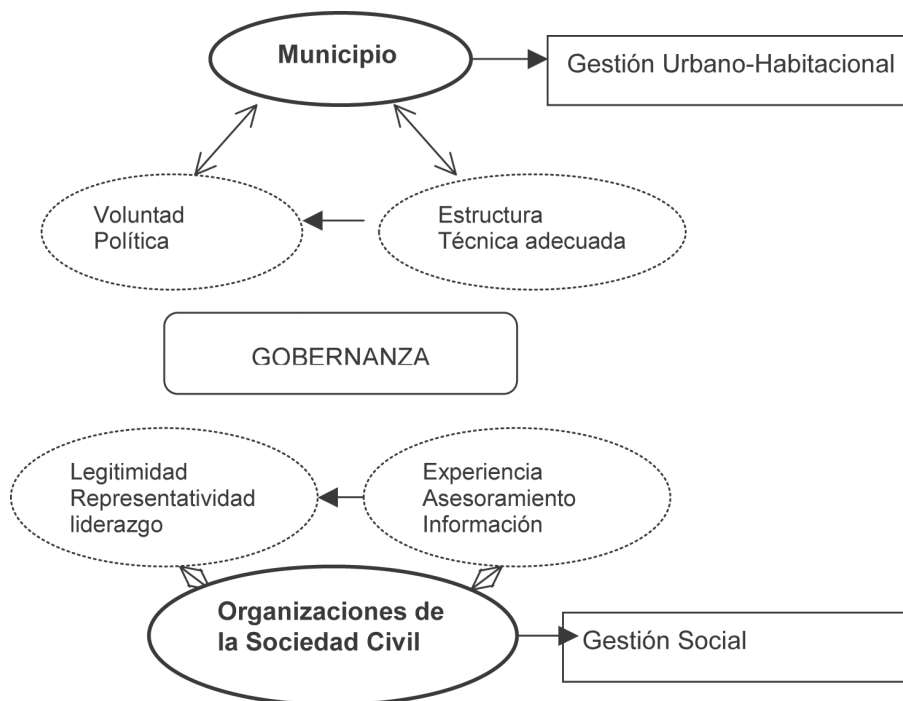 Municipio
Gestión Urbano-Habitacional
Voluntad
Política
Estructura
Técnica adecuada
GOBERNANZA
Legitimidad
Representatividad
liderazgo
Experiencia
Asesoramiento
Información
Organizaciones de
la Sociedad Civil
Gestión Social